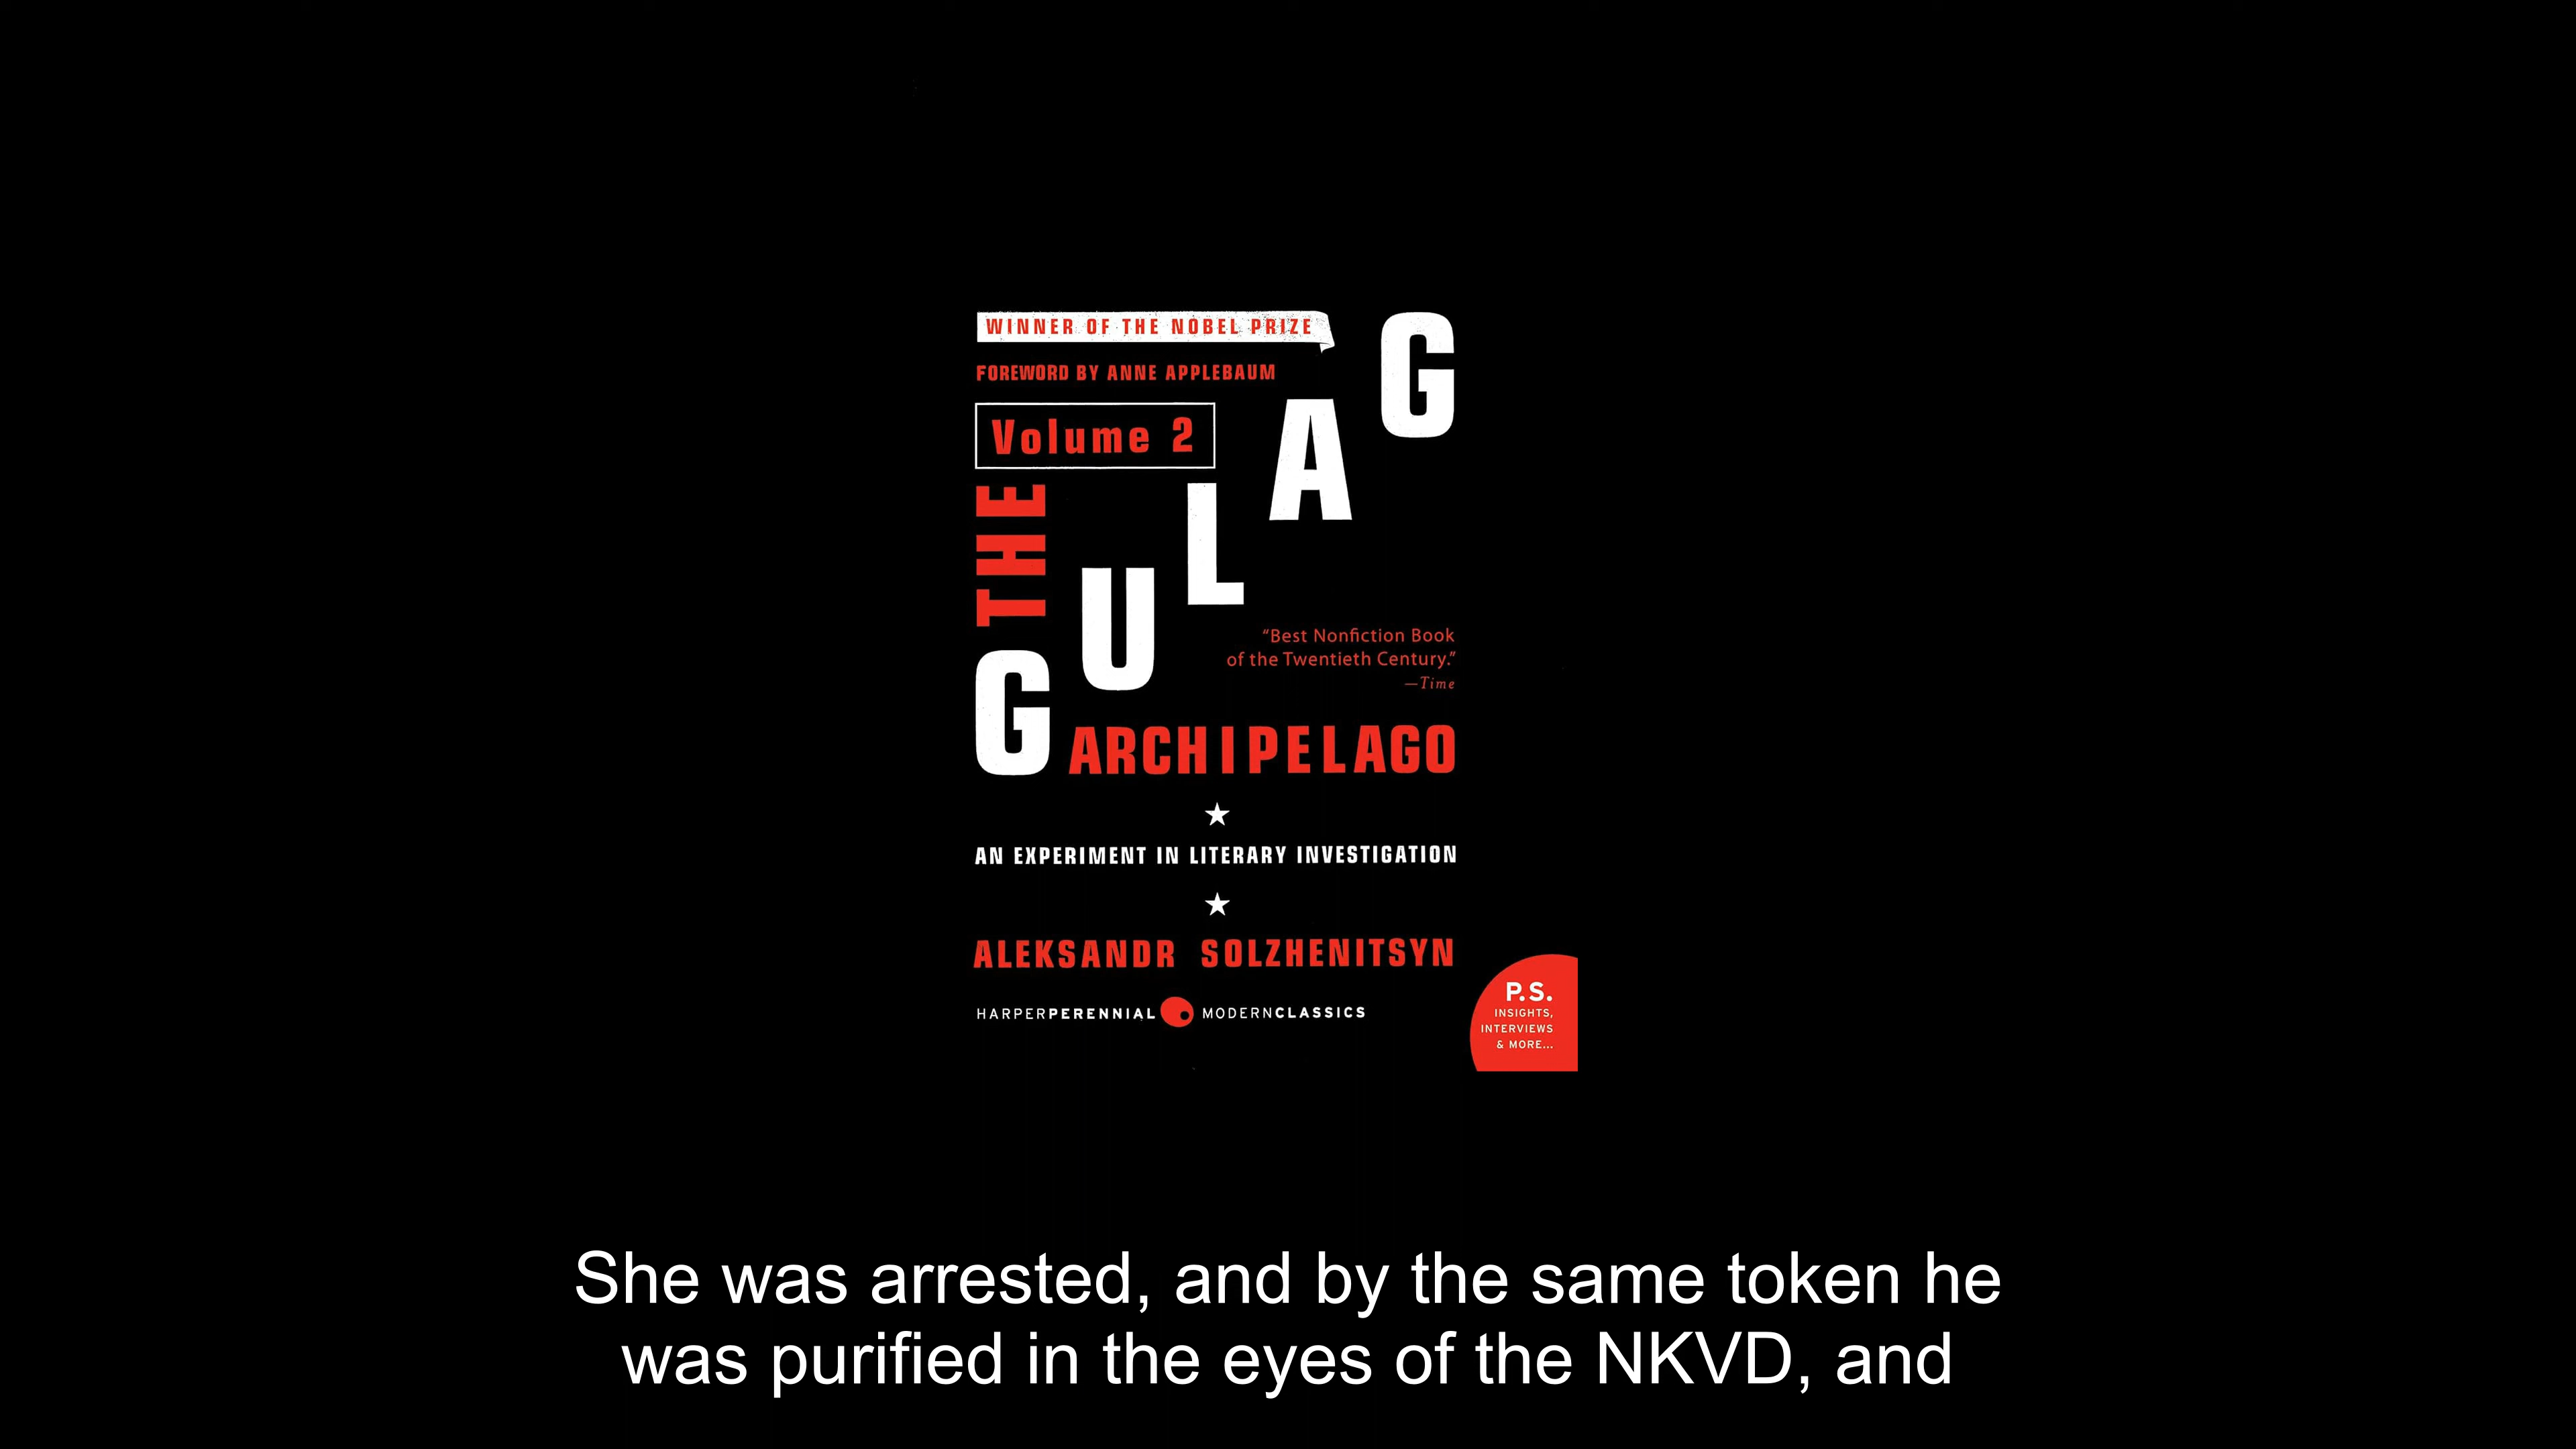 WINNER OF THE NOBEL PRIZE
FOREWORD BY ANNE APPLEBAUM
Volume 2
THE
GULAG
ARCHIPELAGO
"Best Nonfiction Book
of the Twentieth Century."
—Time
AN EXPERIMENT IN LITERARY INVESTIGATION
ALEKSANDR SOLZHENITSYN
HARPERPERENNIAL MODERNCLASSICS
P.S.
INSIGHTS,
INTERVIEWS
& MORE...
She was arrested, and by the same token he
was purified in the eyes of the NKVD, and